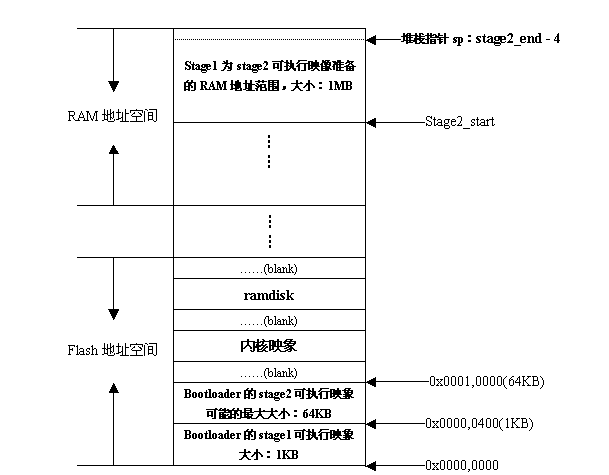 堆栈指针 sp：stage2_end - 4
Stage1 为 stage2 可执行映像准备
的 RAM 地址范围，大小：1MB
RAM 地址空间
Stage2_start
……(blank)
ramdisk
……(blank)
内核映象
Flash 地址空间
……(blank)
0x0001,0000(64KB)
Bootloader 的 stage2 可执行映象
可能的最大大小：64KB
0x0000,0400(1KB)
Bootloader 的 stage1 可执行映象
大小：1KB
0x0000,0000